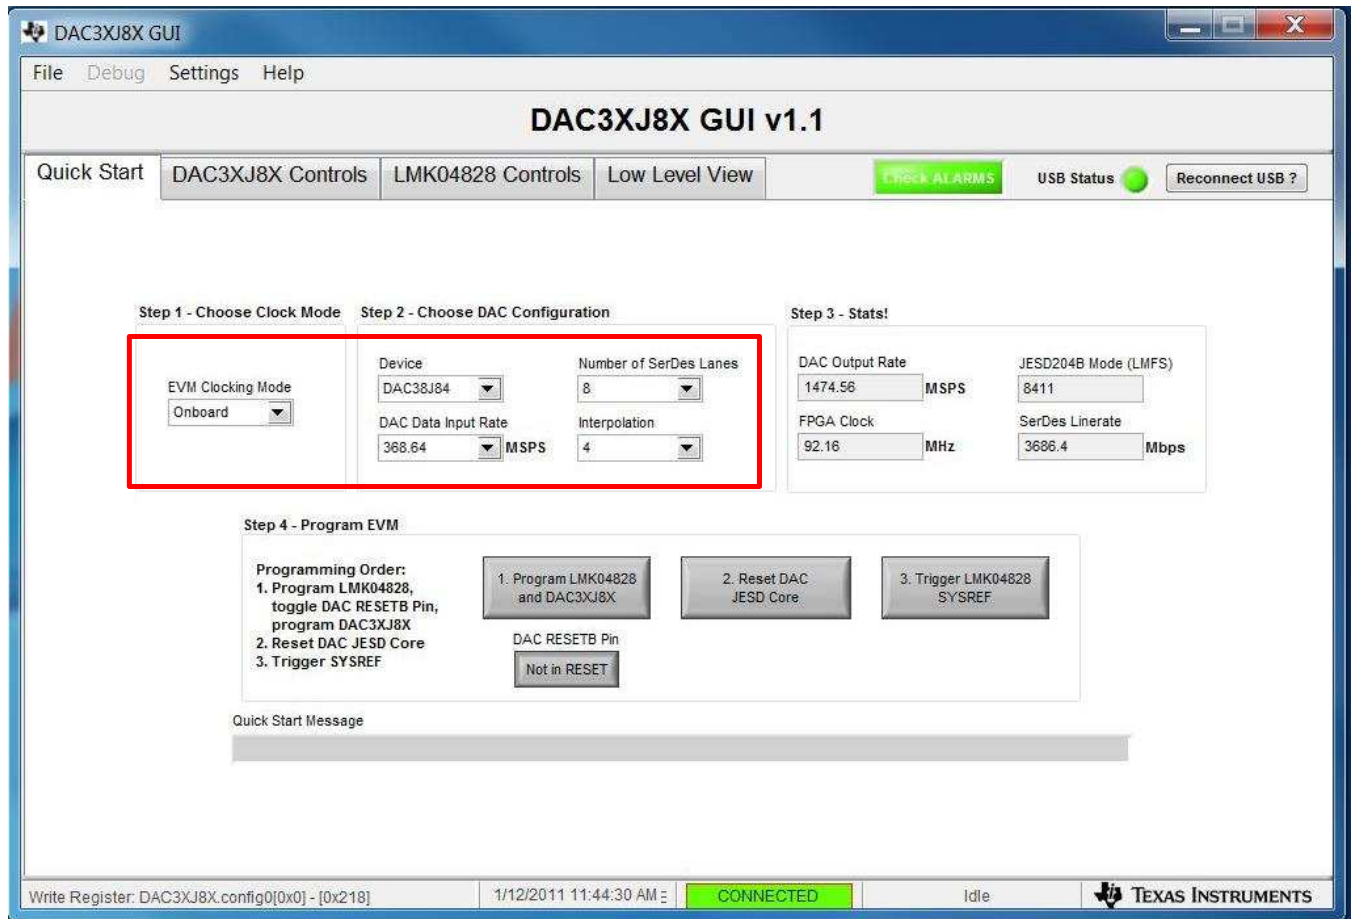 DAC3XJ8X GUI
File Debug Settings Help
DAC3XJ8X GUI v1.1
Quick Start DAC3XJ8X Controls LMK04828 Controls Low Level View Check ALARMS USB Status Reconnect USB ?
Step 1 - Choose Clock Mode Step 2 - Choose DAC Configuration Step 3 - Stats!
Device Number of SerDes Lanes DAC Output Rate JESD204B Mode (LMFS)
EVM Clocking Mode DAC38J84 8 1474.56 MSPS 8411
Onboard DAC Data Input Rate Interpolation FPGA Clock SerDes Linerate
368.64 MSPS 4 92.16 MHz 3686.4 Mbps
Step 4 - Program EVM
Programming Order:
1. Program LMK04828,
toggle DAC RESETB Pin,
program DAC3XJ8X
2. Reset DAC JESD Core
3. Trigger SYSREF
1. Program LMK04828
and DAC3XJ8X
2. Reset DAC
JESD Core
3. Trigger LMK04828
SYSREF
DAC RESETB Pin
Not in RESET
Quick Start Message
Write Register: DAC3XJ8X.config0[0x0] - [0x218] 1/12/2011 11:44:30 AM CONNECTED Idle TEXAS INSTRUMENTS